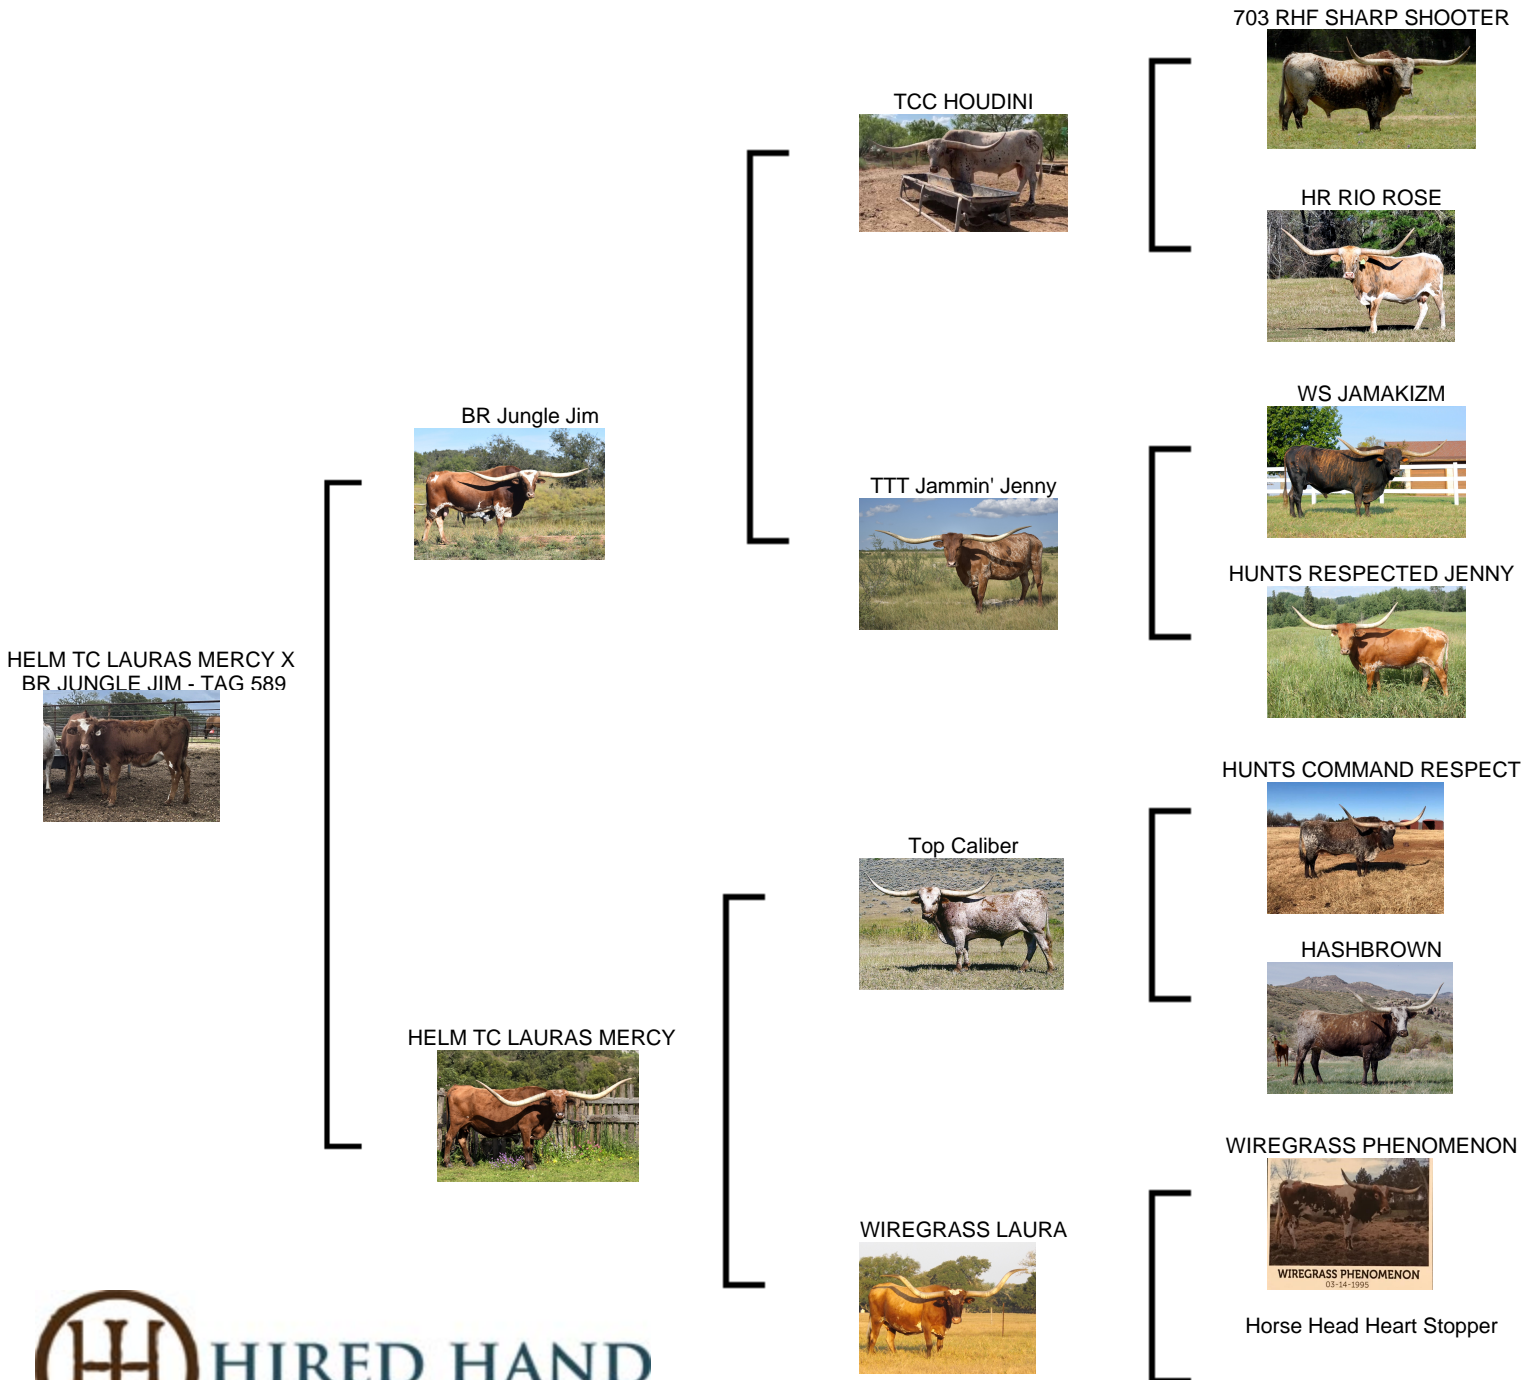 703 RHF SHARP SHOOTER
TCC HOUDINI
HR RIO ROSE
WS JAMAKIZM
BR Jungle Jim
TTT Jammin' Jenny
HUNTS RESPECTED JENNY
HELM TC LAURAS MERCY X
BR JUNGLE JIM - TAG 589
HUNTS COMMAND RESPECT
Top Caliber
HASHBROWN
HELM TC LAURAS MERCY
WIREGRASS PHENOMENON
WIREGRASS LAURA
WIREGRASS PHENOMENON
03-14-1995
Horse Head Heart Stopper
HIRED HAND